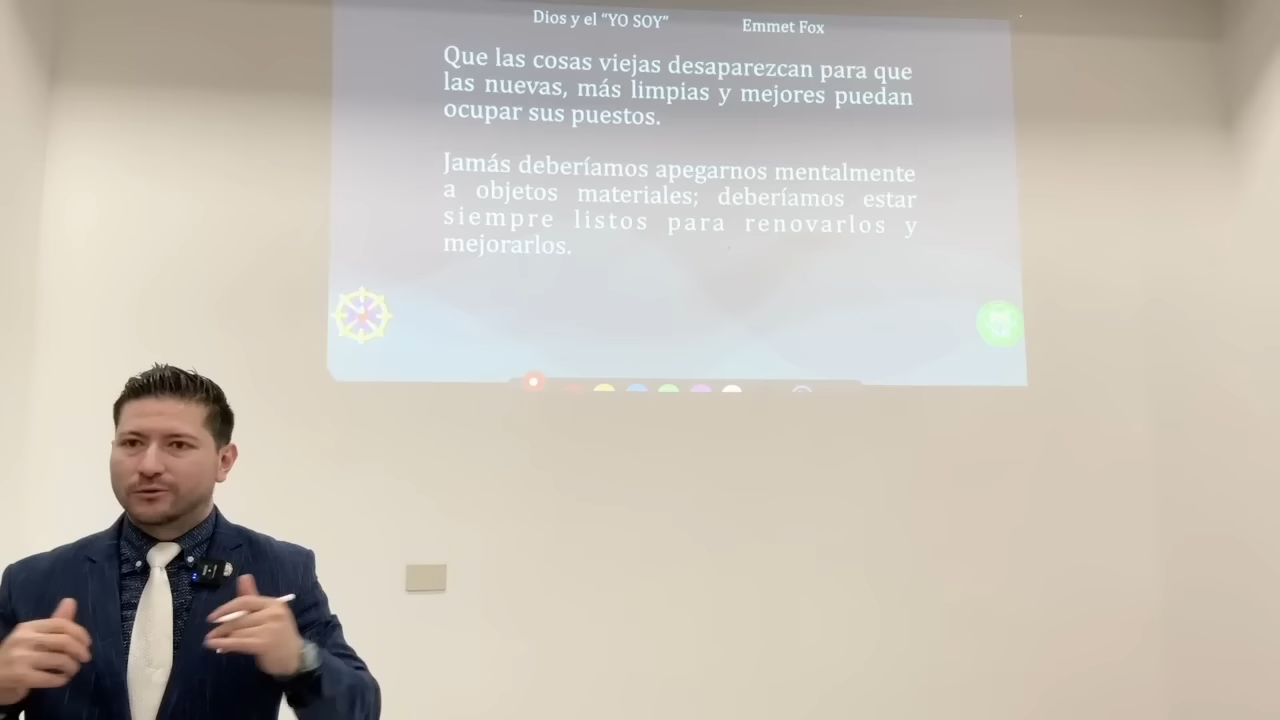 Dios y el “YO SOY” Emmet Fox
Que las cosas viejas desaparezcan para que
las nuevas, más limpias y mejores puedan
ocupar sus puestos.
Jamás deberíamos apegarnos mentalmente
a objetos materiales; deberíamos estar
siempre listos para renovarlos y
mejorarlos.